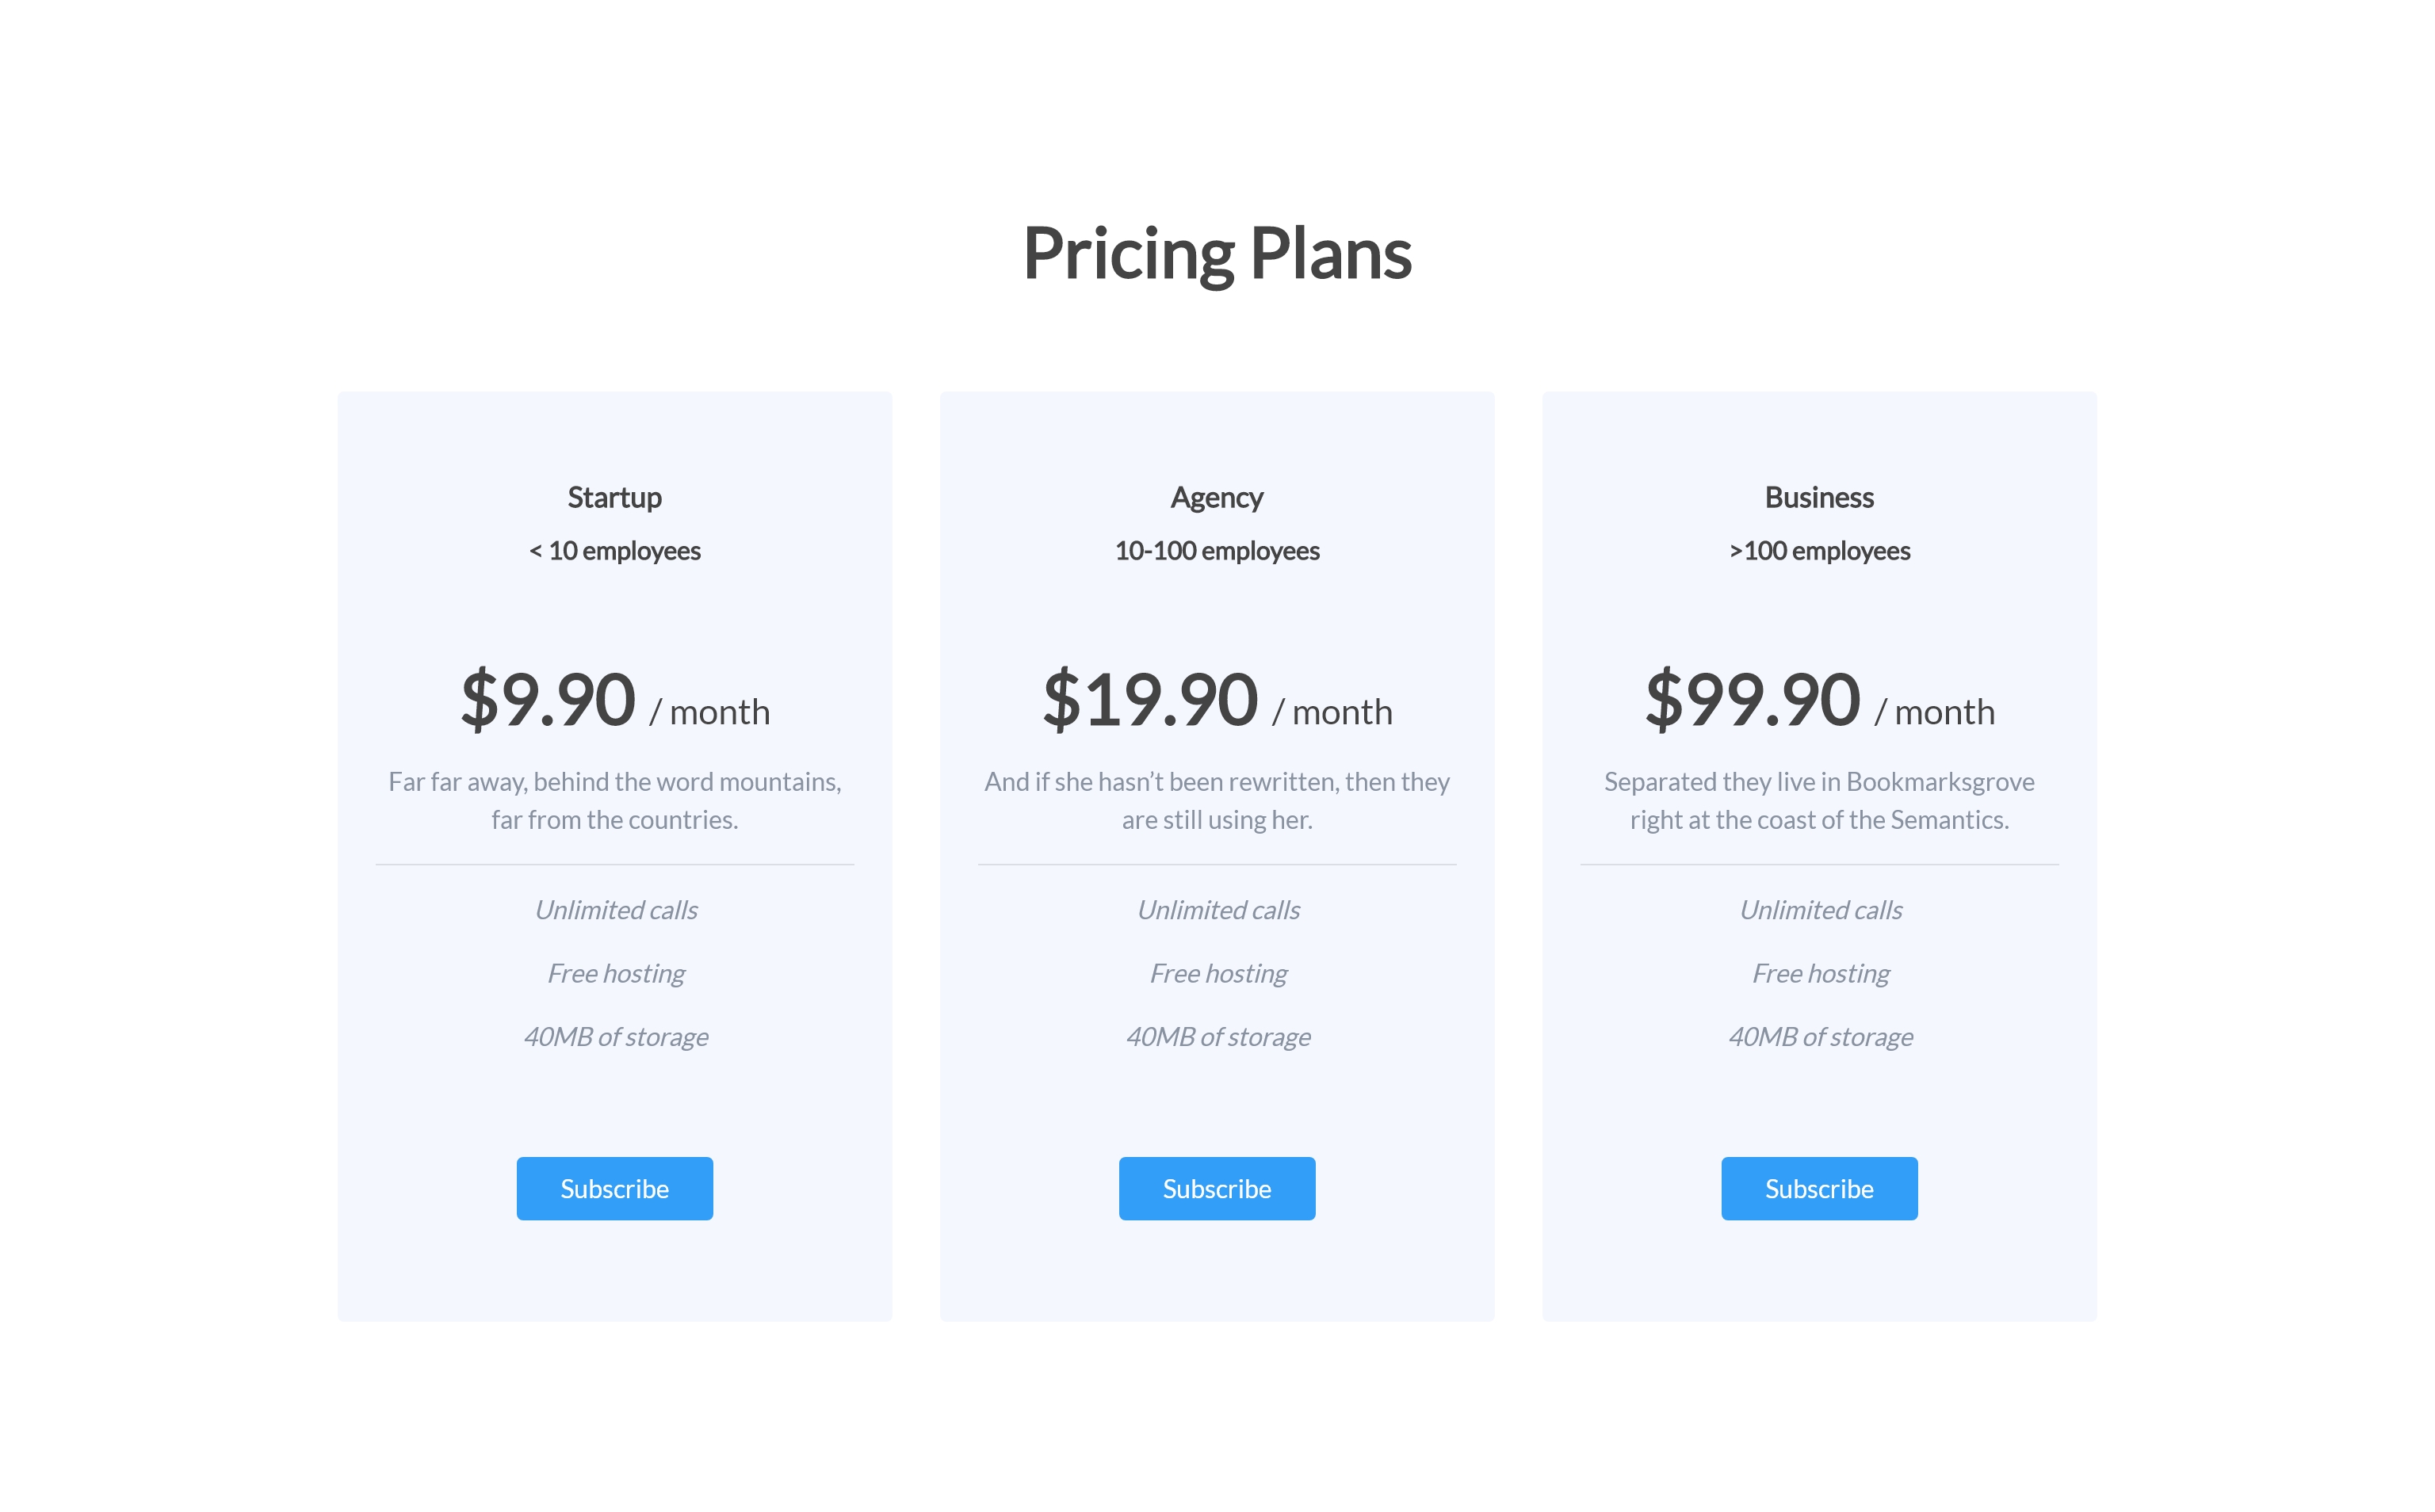 Pricing Plans
Startup
< 10 employees
$9.90 / month
Far far away, behind the word mountains,
far from the countries.
Unlimited calls
Free hosting
40MB of storage
Subscribe
Agency
10-100 employees
$19.90 / month
And if she hasn’t been rewritten, then they
are still using her.
Unlimited calls
Free hosting
40MB of storage
Subscribe
Business
>100 employees
$99.90 / month
Separated they live in Bookmarksgrove
right at the coast of the Semantics.
Unlimited calls
Free hosting
40MB of storage
Subscribe